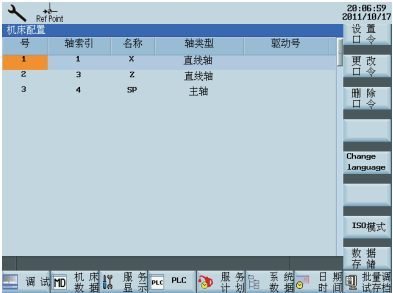 Ref Point
20:06:59
2011/10/17
机床配置
号 轴索引 名称 轴类型 驱动号
1 1 X 直线轴
2 3 Z 直线轴
3 4 SP 主轴
设 置
口 令
更 改
口 令
删 除
口 令
Change
language
ISO模式
数 据
存 储
调 试
MD 机 床
数 据
服 务
显 示
PLC PLC
服 务
计 划
系 统
数 据
日 期
时 间
批量调
试存档